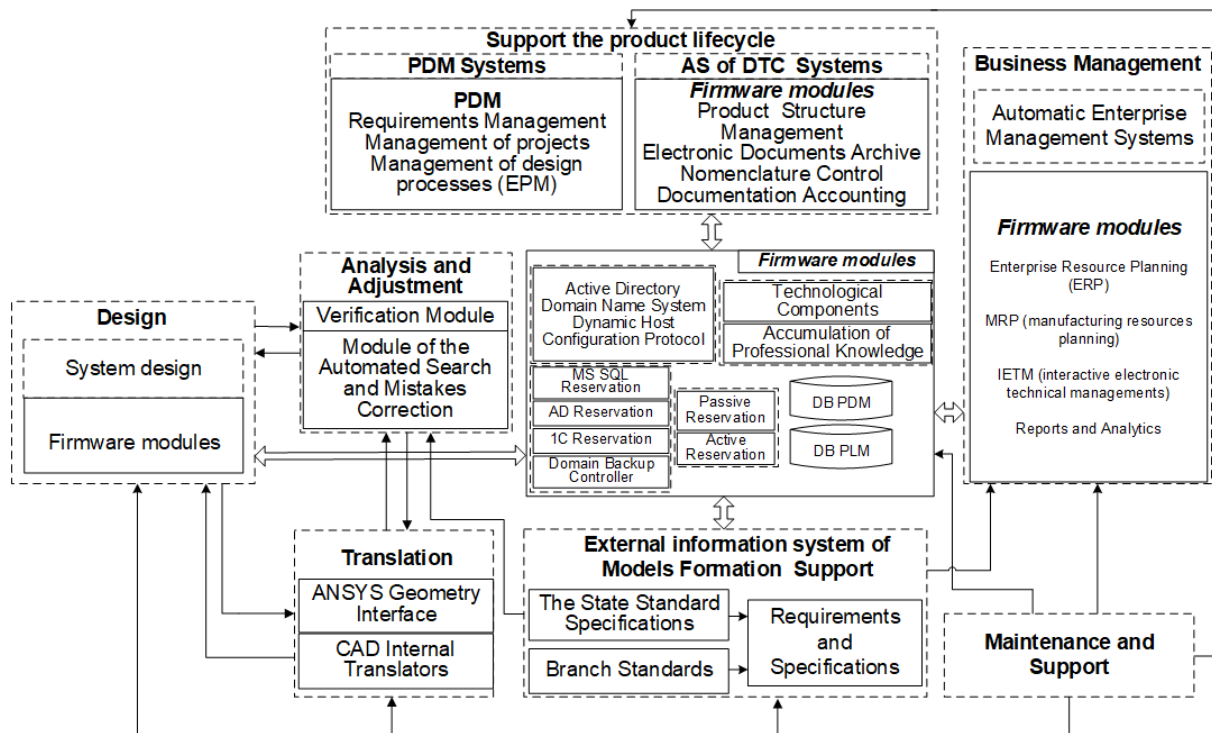 Support the product lifecycle
PDM Systems
PDM
Requirements Management
Management of projects
Management of design
processes (EPM)
AS of DTC Systems
Firmware modules
Product Structure
Management
Electronic Documents Archive
Nomenclature Control
Documentation Accounting
Business Management
Automatic Enterprise
Management Systems
Firmware modules
Enterprise Resource Planning
(ERP)
MRP (manufacturing resources
planning)
IETM (interactive electronic
technical managements)
Reports and Analytics
Analysis and
Adjustment
Verification Module
Module of the
Automated Search
and Mistakes
Correction
Design
System design
Firmware modules
Firmware modules
Active Directory
Domain Name System
Dynamic Host
Configuration Protocol
Technological
Components
Accumulation of
Professional Knowledge
MS SQL
Reservation
AD Reservation
1C Reservation
Domain Backup
Controller
Passive
Reservation
Active
Reservation
DB PDM
DB PLM
Translation
ANSYS Geometry
Interface
CAD Internal
Translators
External information system of
Models Formation Support
The State Standard
Specifications
Branch Standards
Requirements
and
Specifications
Maintenance and
Support